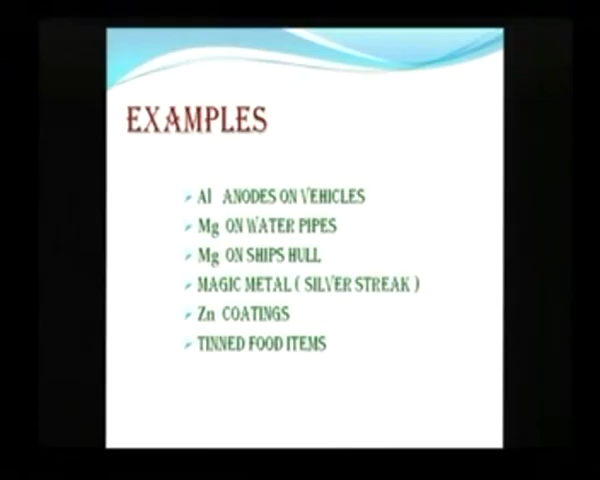 EXAMPLES
Al ANODES ON VEHICLES
Mg ON WATER PIPES
Mg ON SHIPS HULL
MAGIC METAL ( SILVER STREAK )
Zn COATINGS
TINNED FOOD ITEMS